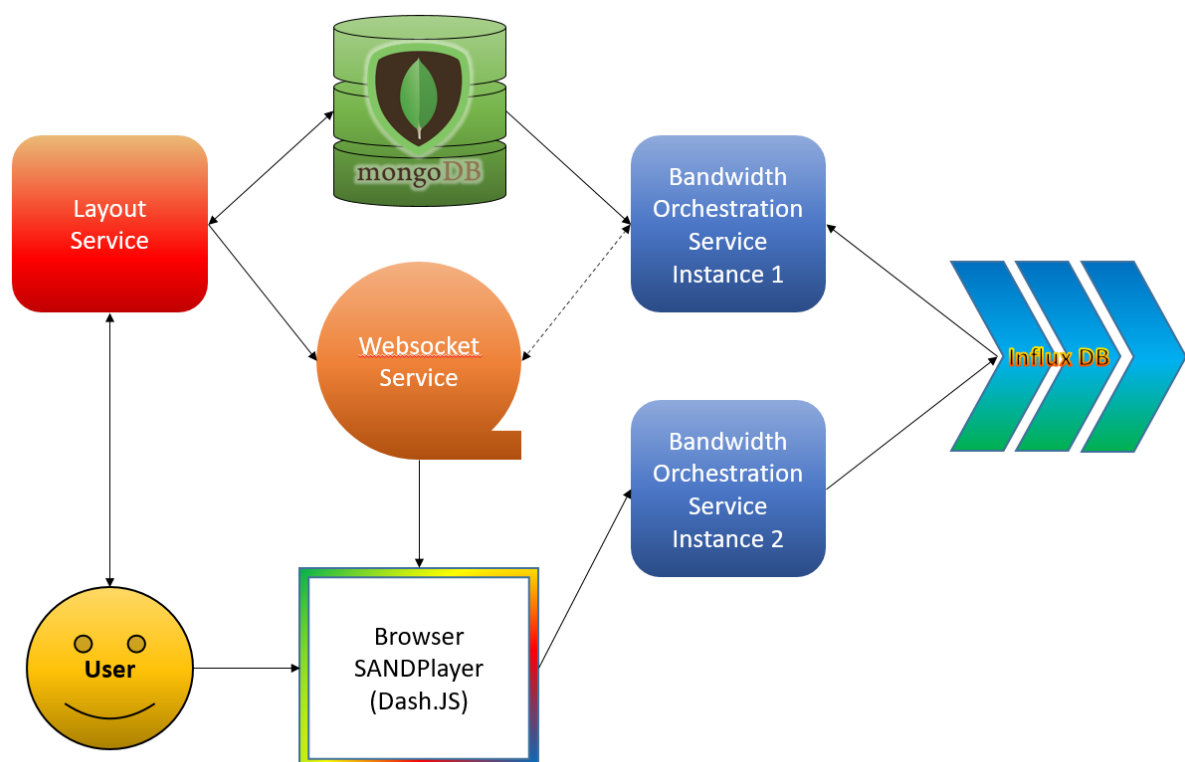 mongoDB
Layout
Service
Bandwidth
Orchestration
Service
Instance 1
Websocket
Service
Influx DB
Bandwidth
Orchestration
Service
Instance 2
User
Browser
SANDPlayer
(Dash.JS)